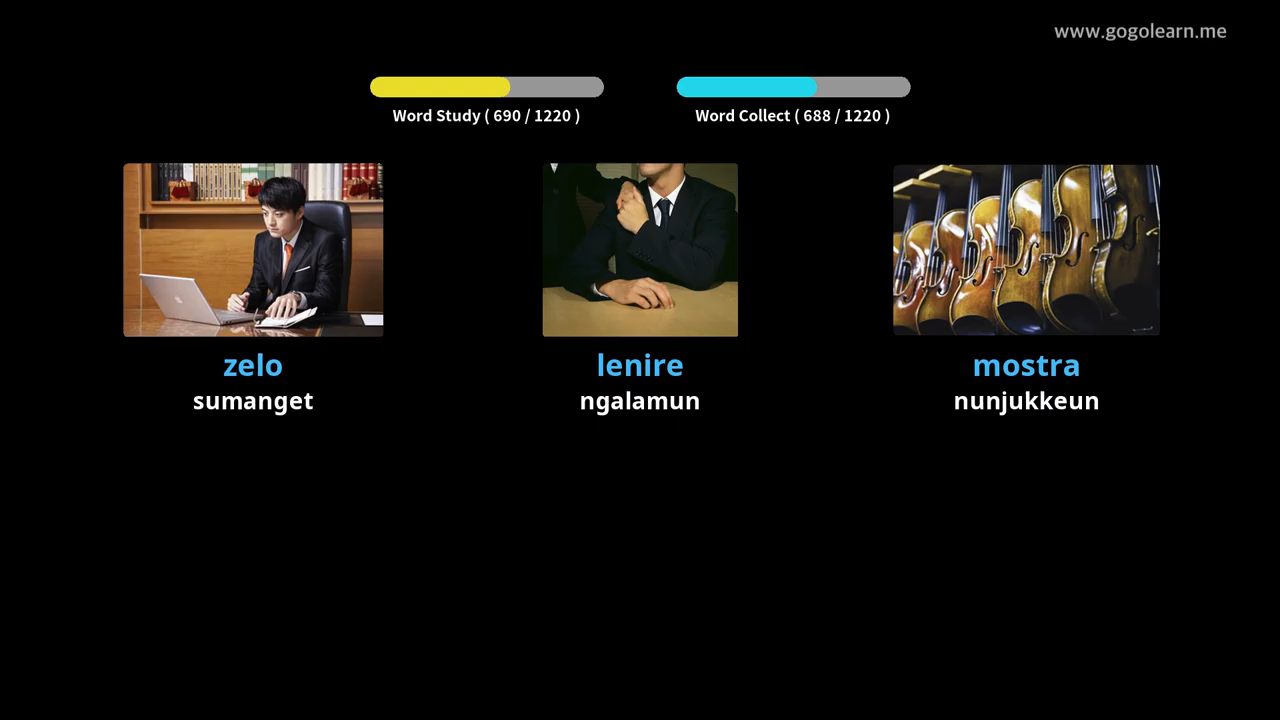 www.gogolearn.me
Word Study ( 690 / 1220 )
Word Collect ( 688 / 1220 )
zelo
sumanget
lenire
ngalamun
mostra
nunjukkeun